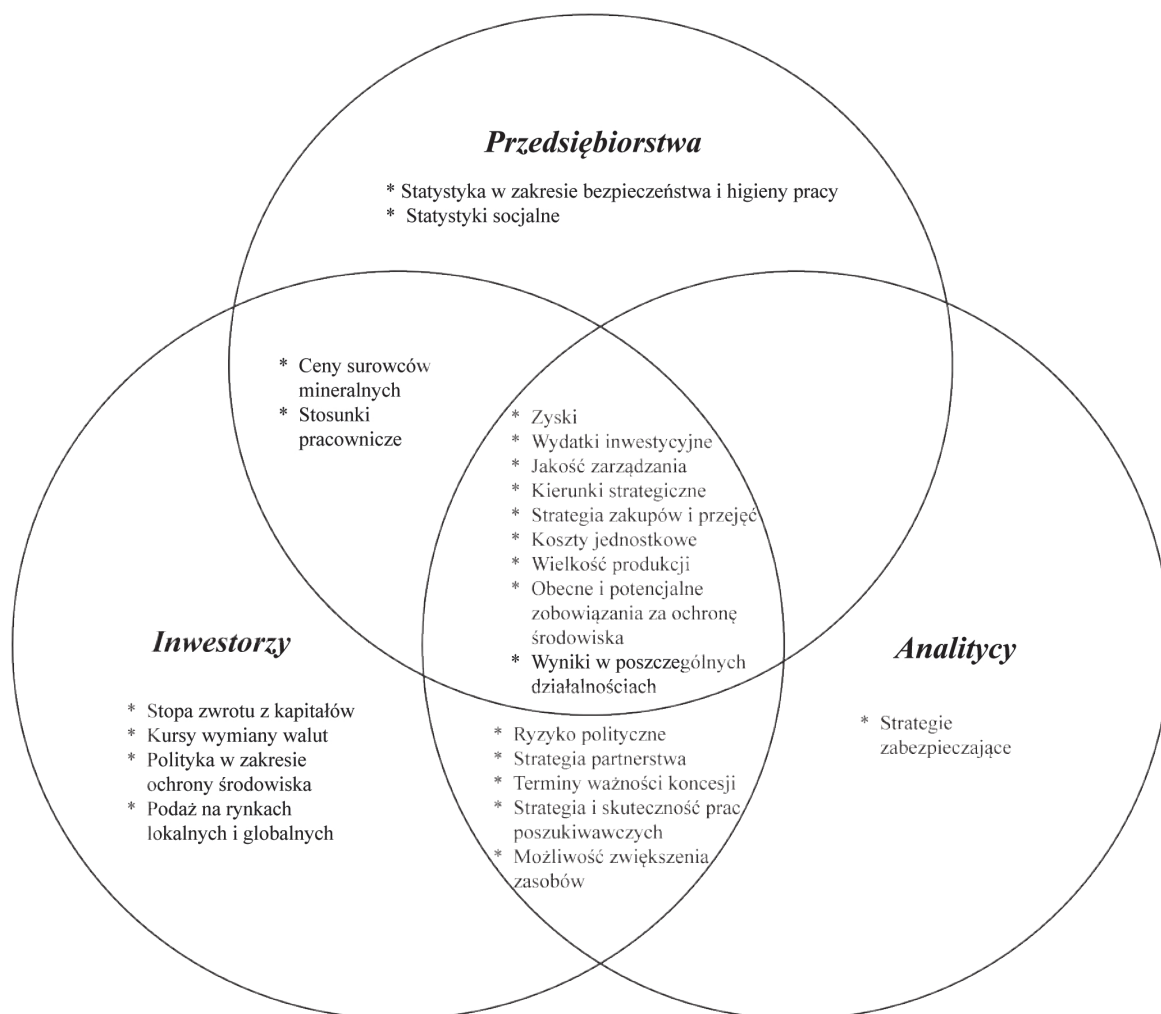 Przedsiębiorstwa
* Statystyka w zakresie bezpieczeństwa i higieny pracy
* Statystyki socjalne
* Ceny surowców
mineralnych
* Stosunki
pracownicze
* Zyski
* Wydatki inwestycyjne
* Jakość zarządzania
* Kierunki strategiczne
* Strategia zakupów i przejęć
* Koszty jednostkowe
* Wielkość produkcji
* Obecne i potencjalne
zobowiązania za ochronę
środowiska
* Wyniki w poszczególnych
działalnościach
Inwestorzy
* Stopa zwrotu z kapitałów
* Kursy wymiany walut
* Polityka w zakresie
ochrony środowiska
* Podaż na rynkach
lokalnych i globalnych
* Ryzyko polityczne
* Strategia partnerstwa
* Terminy ważności koncesji
* Strategia i skuteczność prac
poszukiwawczych
* Możliwość zwiększenia
zasobów
Analitycy
* Strategie
zabezpieczające